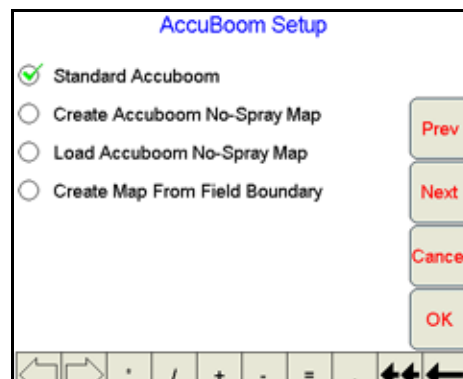 AccuBoom Setup
Standard Accuboom
Create Accuboom No-Spray Map
Load Accuboom No-Spray Map
Create Map From Field Boundary
Prev
Next
Cance
OK
* / + - = .